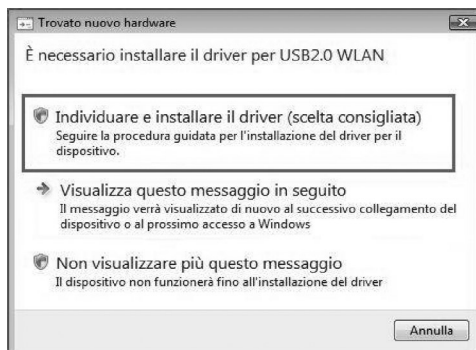 Trovato nuovo hardware
È necessario installare il driver per USB2.0 WLAN
Individuare e installare il driver (scelta consigliata)
Seguire la procedura guidata per l'installazione del driver per il
dispositivo.
Visualizza questo messaggio in seguito
Il messaggio verrà visualizzato di nuovo al successivo collegamento del
dispositivo o al prossimo accesso a Windows
Non visualizzare più questo messaggio
Il dispositivo non funzionerà fino all'installazione del driver
Annulla